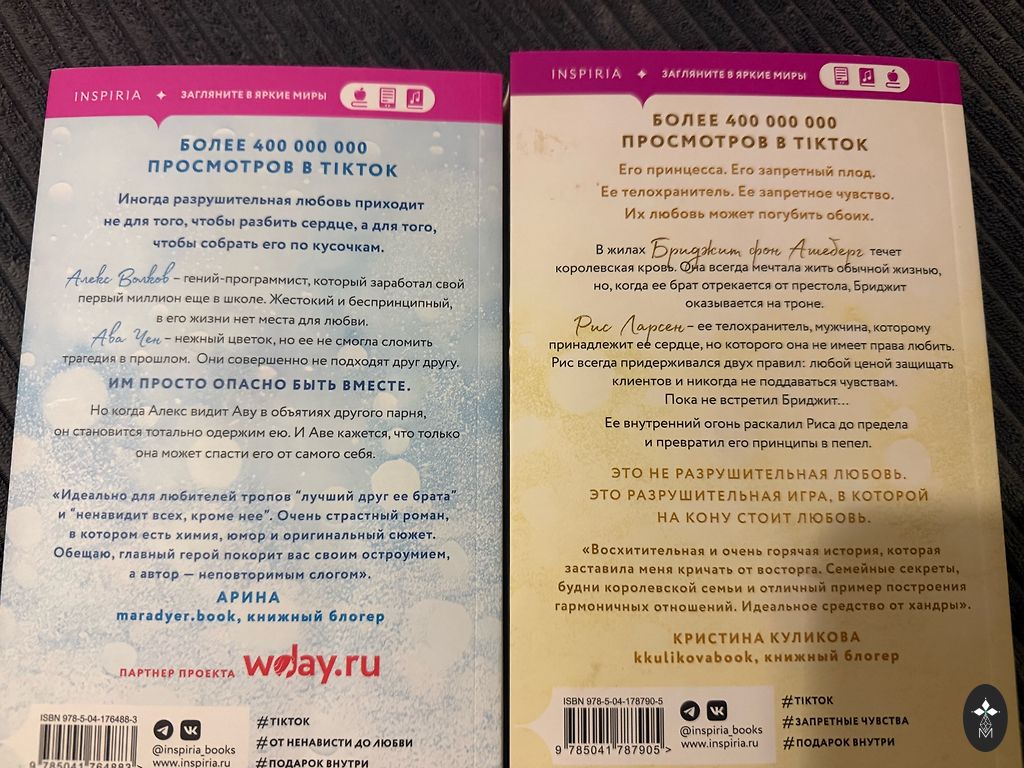 INSPIRIA ✦ ЗАГЛЯНИТЕ В ЯРКИЕ МИРЫ
БОЛЕЕ 400 000 000
ПРОСМОТРОВ В TIKTOK
Иногда разрушительная любовь приходит
не для того, чтобы разбить сердце, а для того,
чтобы собрать его по кусочкам.
Алекс Волков – гений-программист, который заработал свой
первый миллион еще в школе. Жестокий и беспринципный,
в его жизни нет места для любви.
Ава Чен – нежный цветок, но ее не смогла сломить
трагедия в прошлом. Они совершенно не подходят друг другу.
ИМ ПРОСТО ОПАСНО БЫТЬ ВМЕСТЕ.
Но когда Алекс видит Аву в объятиях другого парня,
он становится тотально одержим ею. И Аве кажется, что только
она может спасти его от самого себя.
«Идеально для любителей тропов “лучший друг ее брата”
и “ненавидит всех, кроме нее”. Очень страстный роман,
в котором есть химия, юмор и оригинальный сюжет.
Обещаю, главный герой покорит вас своим остроумием,
а автор — неповторимым слогом».
АРИНА
maradyer.book, книжный блогер
ПАРТНЕР ПРОЕКТА wday.ru
ISBN 978-5-04-176488-3
9 785041 764883 >
@inspiria_books
www.inspiria.ru
#TIKTOK
#ОТ НЕНАВИСТИ ДО ЛЮБВИ
#ПОДАРОК ВНУТРИ
INSPIRIA ✦ ЗАГЛЯНИТЕ В ЯРКИЕ МИРЫ
БОЛЕЕ 400 000 000
ПРОСМОТРОВ В TIKTOK
Его принцесса. Его запретный плод.
Ее телохранитель. Ее запретное чувство.
Их любовь может погубить обоих.
В жилах Бриджит фон Ашеберг течет
королевская кровь. Она всегда мечтала жить обычной жизнью,
но, когда ее брат отрекается от престола, Бриджит
оказывается на троне.
Рис Ларсен – ее телохранитель, мужчина, которому
принадлежит ее сердце, но которого она не имеет права любить.
Рис всегда придерживался двух правил: любой ценой защищать
клиентов и никогда не поддаваться чувствам.
Пока не встретил Бриджит...
Ее внутренний огонь раскалил Риса до предела
и превратил его принципы в пепел.
ЭТО НЕ РАЗРУШИТЕЛЬНАЯ ЛЮБОВЬ.
ЭТО РАЗРУШИТЕЛЬНАЯ ИГРА, В КОТОРОЙ
НА КОНУ СТОИТ ЛЮБОВЬ.
«Восхитительная и очень горячая история, которая
заставила меня кричать от восторга. Семейные секреты,
будни королевской семьи и отличный пример построения
гармоничных отношений. Идеальное средство от хандры».
КРИСТИНА КУЛИКОВА
kkulikovabook, книжный блогер
ISBN 978-5-04-178790-5
9 785041 787905 >
@inspiria_books
www.inspiria.ru
#TIKTOK
#ЗАПРЕТНЫЕ ЧУВСТВА
#ПОДАРОК ВНУТРИ